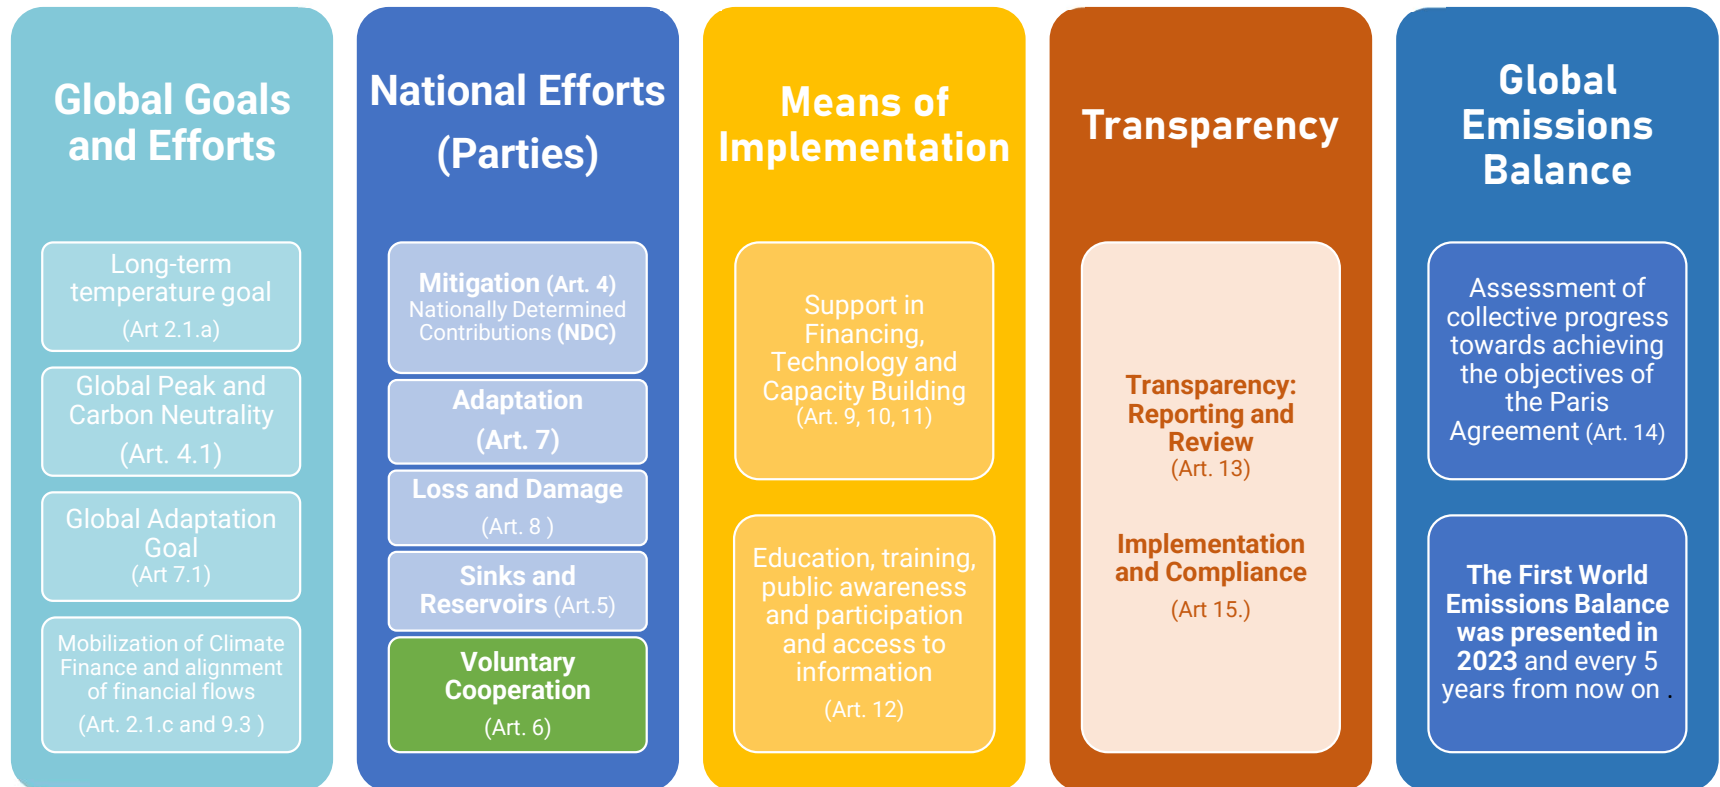 Global Goals
and Efforts
Long-term
temperature goal
(Art 2.1.a)
Global Peak and
Carbon Neutrality
(Art. 4.1)
Global Adaptation
Goal
(Art 7.1)
Mobilization of Climate
Finance and alignment
of financial flows
(Art. 2.1.c and 9.3 )
National Efforts
(Parties)
Mitigation (Art. 4)
Nationally Determined
Contributions (NDC)
Adaptation
(Art. 7)
Loss and Damage
(Art. 8 )
Sinks and
Reservoirs (Art.5)
Voluntary
Cooperation
(Art. 6)
Means of
Implementation
Support in
Financing,
Technology and
Capacity Building
(Art. 9, 10, 11)
Education, training,
public awareness
and participation
and access to
information
(Art. 12)
Transparency
Transparency:
Reporting and
Review
(Art. 13)
Implementation
and Compliance
(Art 15.)
Global
Emissions
Balance
Assessment of
collective progress
towards achieving
the objectives of
the Paris
Agreement (Art. 14)
The First World
Emissions Balance
was presented in
2023 and every 5
years from now on .